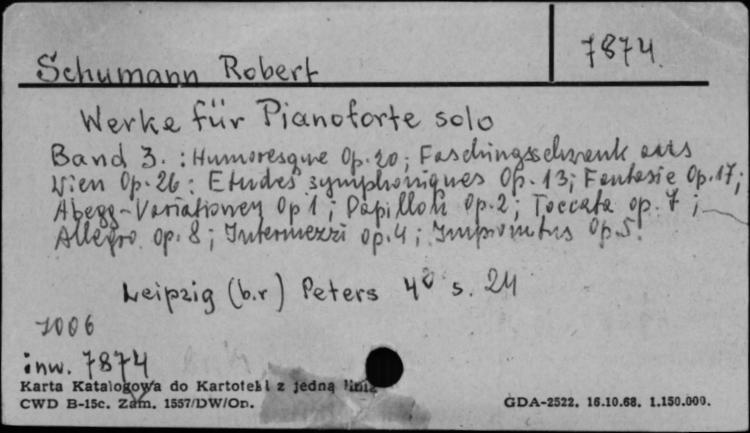 7874
Schumann Robert
Werke für Pianoforte solo
Band 3. : Humoresque Op. 20; Faschingsschwank aus
Wien Op. 26; Etudes symphoniques Op. 13; Fantasie Op. 17;
Abegg-Variationen Op 1; Papillon Op. 2; Toccata op. 7;
Allegro op. 8; Intermezzi op. 4; Impromtus Op. 5.
Leipzig (b.r) Peters 4° s. 24
1006
inw. 7874
Karta Katalogowa do Kartoteki z jedną linią
CWD B-15c. Zam. 1557/DW/Op. GDA-2522. 16.10.68. 1.150.000.